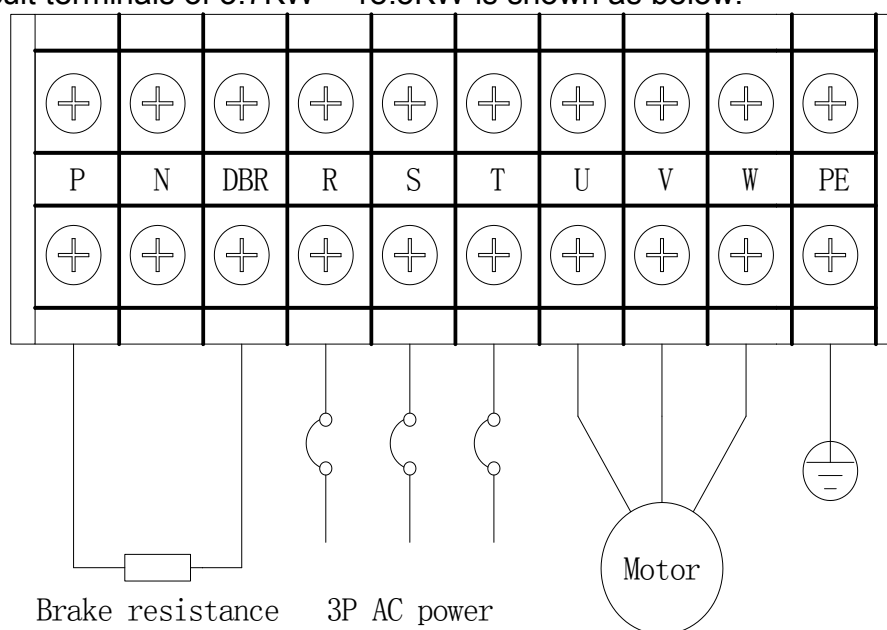 terminals of
is shown as below:
P N DBR R S T U V W PE
Motor
Brake resistance 3P AC power